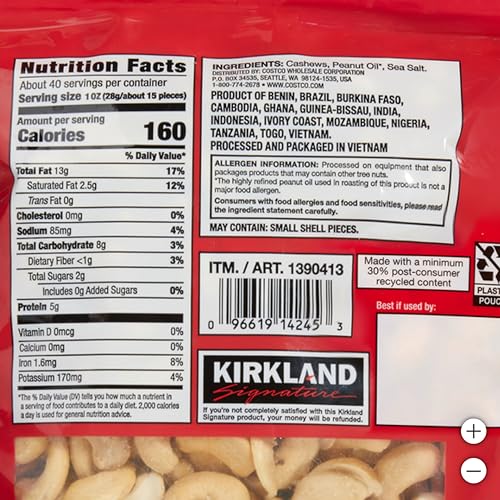 Nutrition Facts
About 40 servings per container
Serving size 1OZ (28g/about 15 pieces)
Amount per serving
Calories 160
% Daily Value*
Total Fat 13g 17%
Saturated Fat 2.5g 12%
Trans Fat 0g
Cholesterol 0mg 0%
Sodium 85mg 4%
Total Carbohydrate 8g 3%
Dietary Fiber <1g 3%
Total Sugars 2g
Includes 0g Added Sugars 0%
Protein 5g
Vitamin D 0mcg 0%
Calcium 0mg 0%
Iron 1.6mg 8%
Potassium 170mg 4%
*The % Daily Value (DV) tells you how much a nutrient in
a serving of food contributes to a daily diet. 2,000 calories
a day is used for general nutrition advice.
INGREDIENTS: Cashews, Peanut Oil*, Sea Salt.
DISTRIBUTED BY: COSTCO WHOLESALE CORPORATION
P.O. BOX 34535, SEATTLE, WA 98124-1535, USA
1-800-774-2678 • WWW.COSTCO.COM
PRODUCT OF BENIN, BRAZIL, BURKINA FASO,
CAMBODIA, GHANA, GUINEA-BISSAU, INDIA,
INDONESIA, IVORY COAST, MOZAMBIQUE, NIGERIA,
TANZANIA, TOGO, VIETNAM.
PROCESSED AND PACKAGED IN VIETNAM
ALLERGEN INFORMATION: Processed on equipment that also
packages products that may contain other tree nuts.
*The highly refined peanut oil used in roasting of this product is not a
major food allergen.
Consumers with food allergies and food sensitivities, please read
the ingredient statement carefully.
MAY CONTAIN: SMALL SHELL PIECES.
ITM. / ART. 1390413
0 96619 14245 3
Made with a minimum
30% post-consumer
recycled content
PLAST
POUC
Best if used by:
KIRKLAND
Signature
If you're not completely satisfied with this Kirkland
Signature product, your money will be refunded.